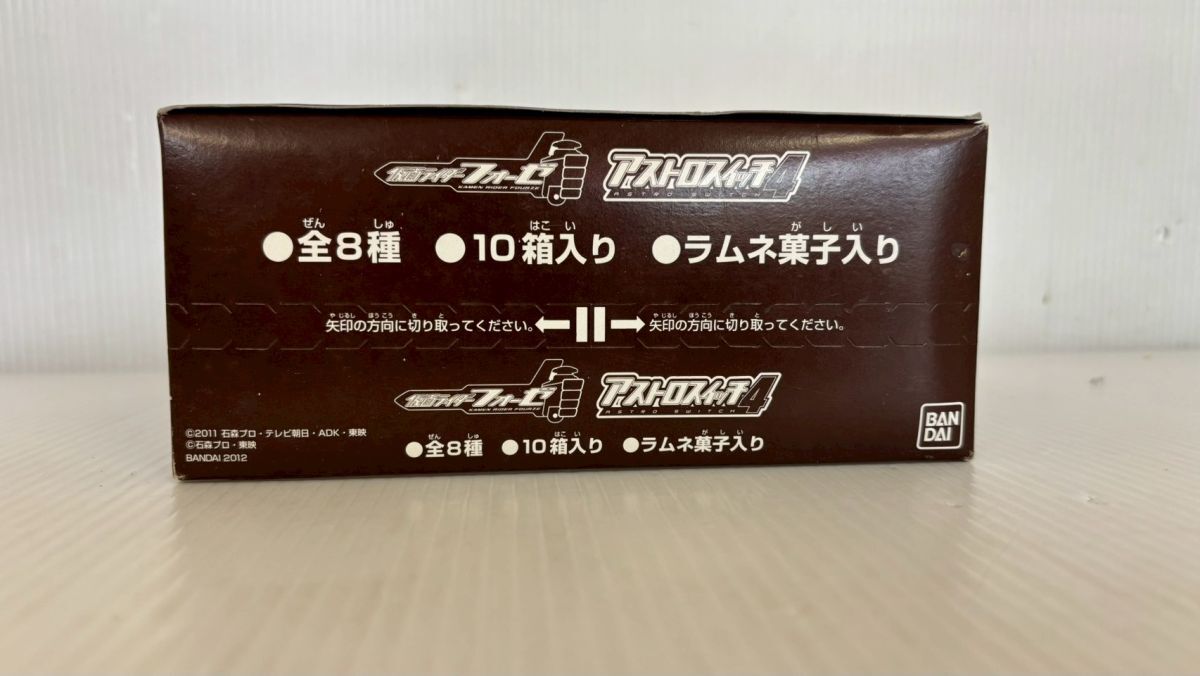 仮面ライダーフォーゼ アストロスイッチ4
KAMEN RIDER FOURZE ASTRO SWITCH
ぜん しゅ はこ い が し い
●全8種 ●10箱入り ●ラムネ菓子入り
や じるし ほう こう き と や じるし ほう こう き と
矢印の方向に切り取ってください。 矢印の方向に切り取ってください。
仮面ライダーフォーゼ アストロスイッチ4
KAMEN RIDER FOURZE ASTRO SWITCH
ぜん しゅ はこ い が し い
●全8種 ●10箱入り ●ラムネ菓子入り
©2011 石森プロ・テレビ朝日・ADK・東映
©石森プロ・東映
BANDAI 2012
BAN
DAI